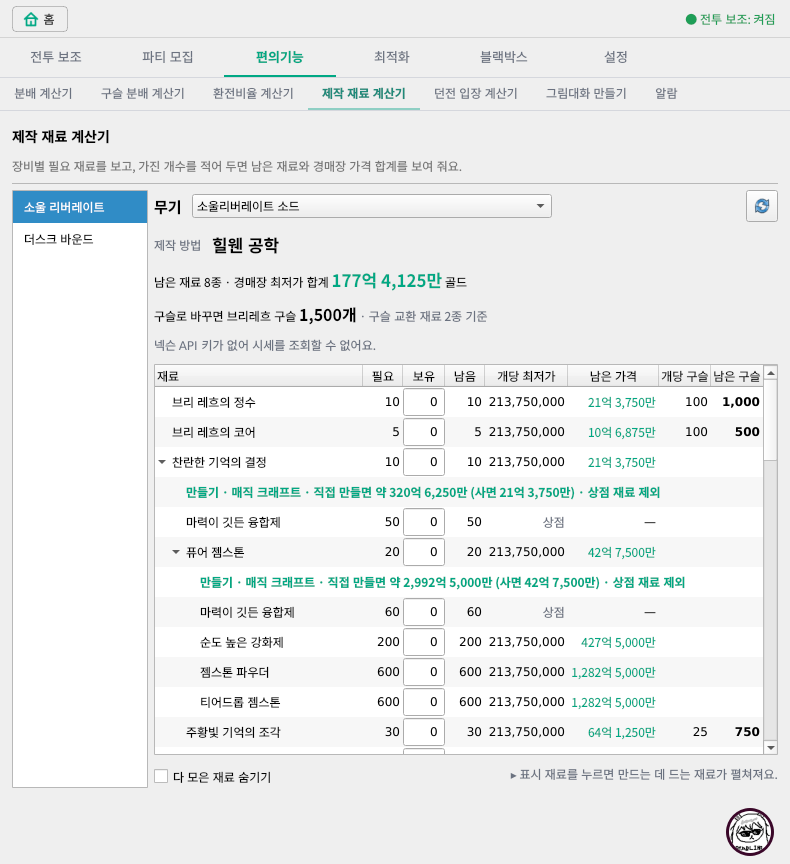 홈
전투 보조: 켜짐
전투 보조 파티 모집 편의기능 최적화 블랙박스 설정
분배 계산기 구슬 분배 계산기 환전비율 계산기 제작 재료 계산기 던전 입장 계산기 그림대화 만들기 알람
제작 재료 계산기
장비별 필요 재료를 보고, 가진 개수를 적어 두면 남은 재료와 경매장 가격 합계를 보여 줘요.
소울 리버레이트
더스크 바운드
무기 소울리버레이트 소드
제작 방법 힐웬 공학
남은 재료 8종 · 경매장 최저가 합계 177억 4,125만 골드
구슬로 바꾸면 브리레흐 구슬 1,500개 · 구슬 교환 재료 2종 기준
넥슨 API 키가 없어 시세를 조회할 수 없어요.
재료 필요 보유 남음 개당 최저가 남은 가격 개당 구슬 남은 구슬
브리 레흐의 정수 10 0 10 213,750,000 21억 3,750만 100 1,000
브리 레흐의 코어 5 0 5 213,750,000 10억 6,875만 100 500
찬란한 기억의 결정 10 0 10 213,750,000 21억 3,750만
만들기 · 매직 크래프트 · 직접 만들면 약 320억 6,250만 (사면 21억 3,750만) · 상점 재료 제외
마력이 깃든 융합제 50 0 50 상점 —
퓨어 젬스톤 20 0 20 213,750,000 42억 7,500만
만들기 · 매직 크래프트 · 직접 만들면 약 2,992억 5,000만 (사면 42억 7,500만) · 상점 재료 제외
마력이 깃든 융합제 60 0 60 상점 —
순도 높은 강화제 200 0 200 213,750,000 427억 5,000만
젬스톤 파우더 600 0 600 213,750,000 1,282억 5,000만
티어드롭 젬스톤 600 0 600 213,750,000 1,282억 5,000만
주황빛 기억의 조각 30 0 30 213,750,000 64억 1,250만 25 750
다 모은 재료 숨기기
▸ 표시 재료를 누르면 만드는 데 드는 재료가 펼쳐져요.